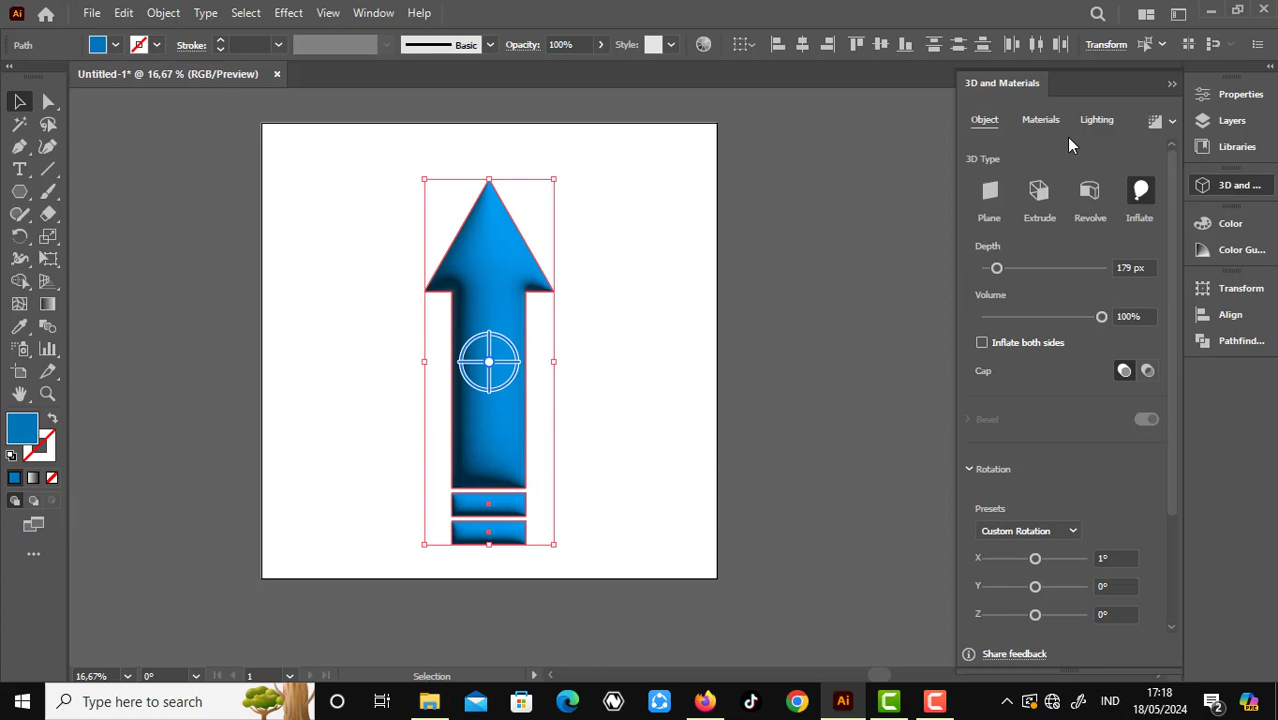 Ai File Edit Object Type Select Effect View Window Help
Path Stroke: Basic Opacity: 100% Style: Transform
Untitled-1* @ 16,67 % (RGB/Preview) ×
3D and Materials
Object Materials Lighting
3D Type
Plane Extrude Revolve Inflate
Depth
179 px
Volume
100%
Inflate both sides
Cap
Bevel
Rotation
Presets
Custom Rotation
X 1°
Y 0°
Z 0°
Share feedback
Properties
Layers
Libraries
3D and ...
Color
Color Gu...
Transform
Align
Pathfind...
16,67% 0° 1 Selection
Type here to search
Ai
IND
17:18
18/05/2024
2
PRE